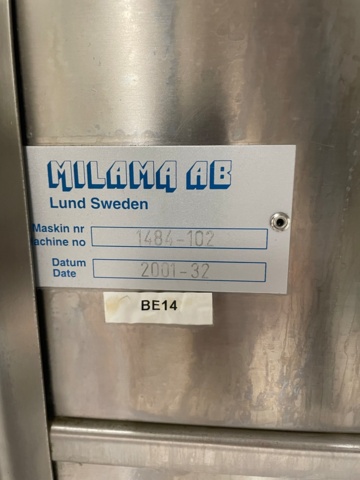 MILAMA AB
Lund Sweden
Maskin nr
achine no 1484-102
Datum
Date 2001-32
BE14